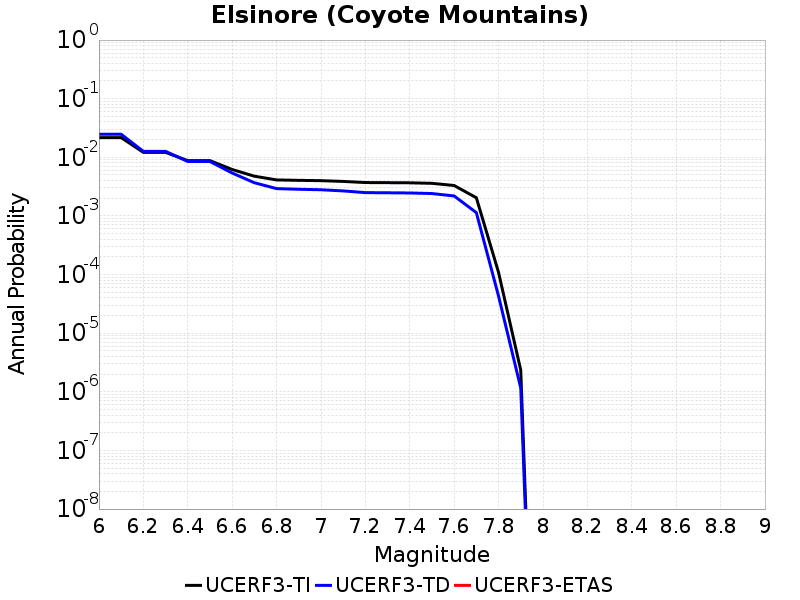 Elsinore (Coyote Mountains)
Annual Probability
10^0
10^-1
10^-2
10^-3
10^-4
10^-5
10^-6
10^-7
10^-8
6 6.2 6.4 6.6 6.8 7 7.2 7.4 7.6 7.8 8 8.2 8.4 8.6 8.8 9
Magnitude
UCERF3-TI UCERF3-TD UCERF3-ETAS